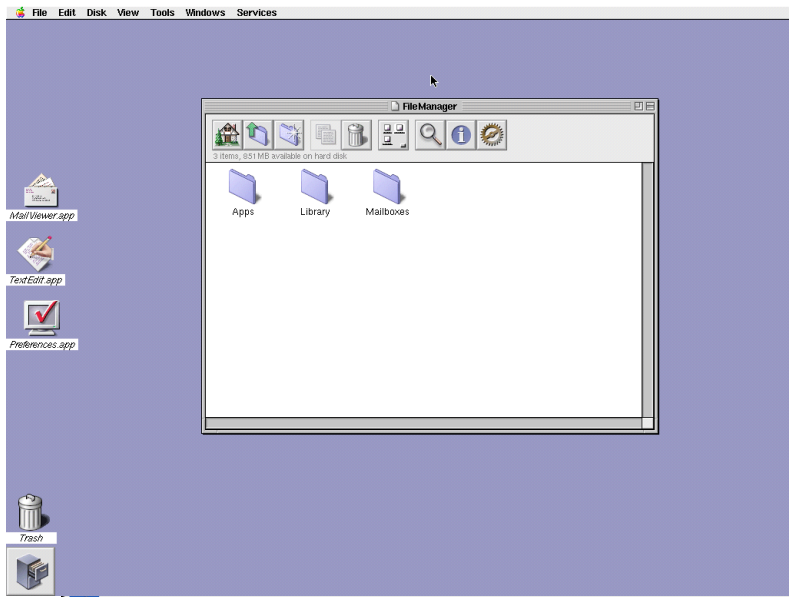 File Edit Disk View Tools Windows Services
FileManager
3 items, 851 MB available on hard disk
Apps Library Mailboxes
MailViewer.app
TextEdit.app
Preferences.app
Trash